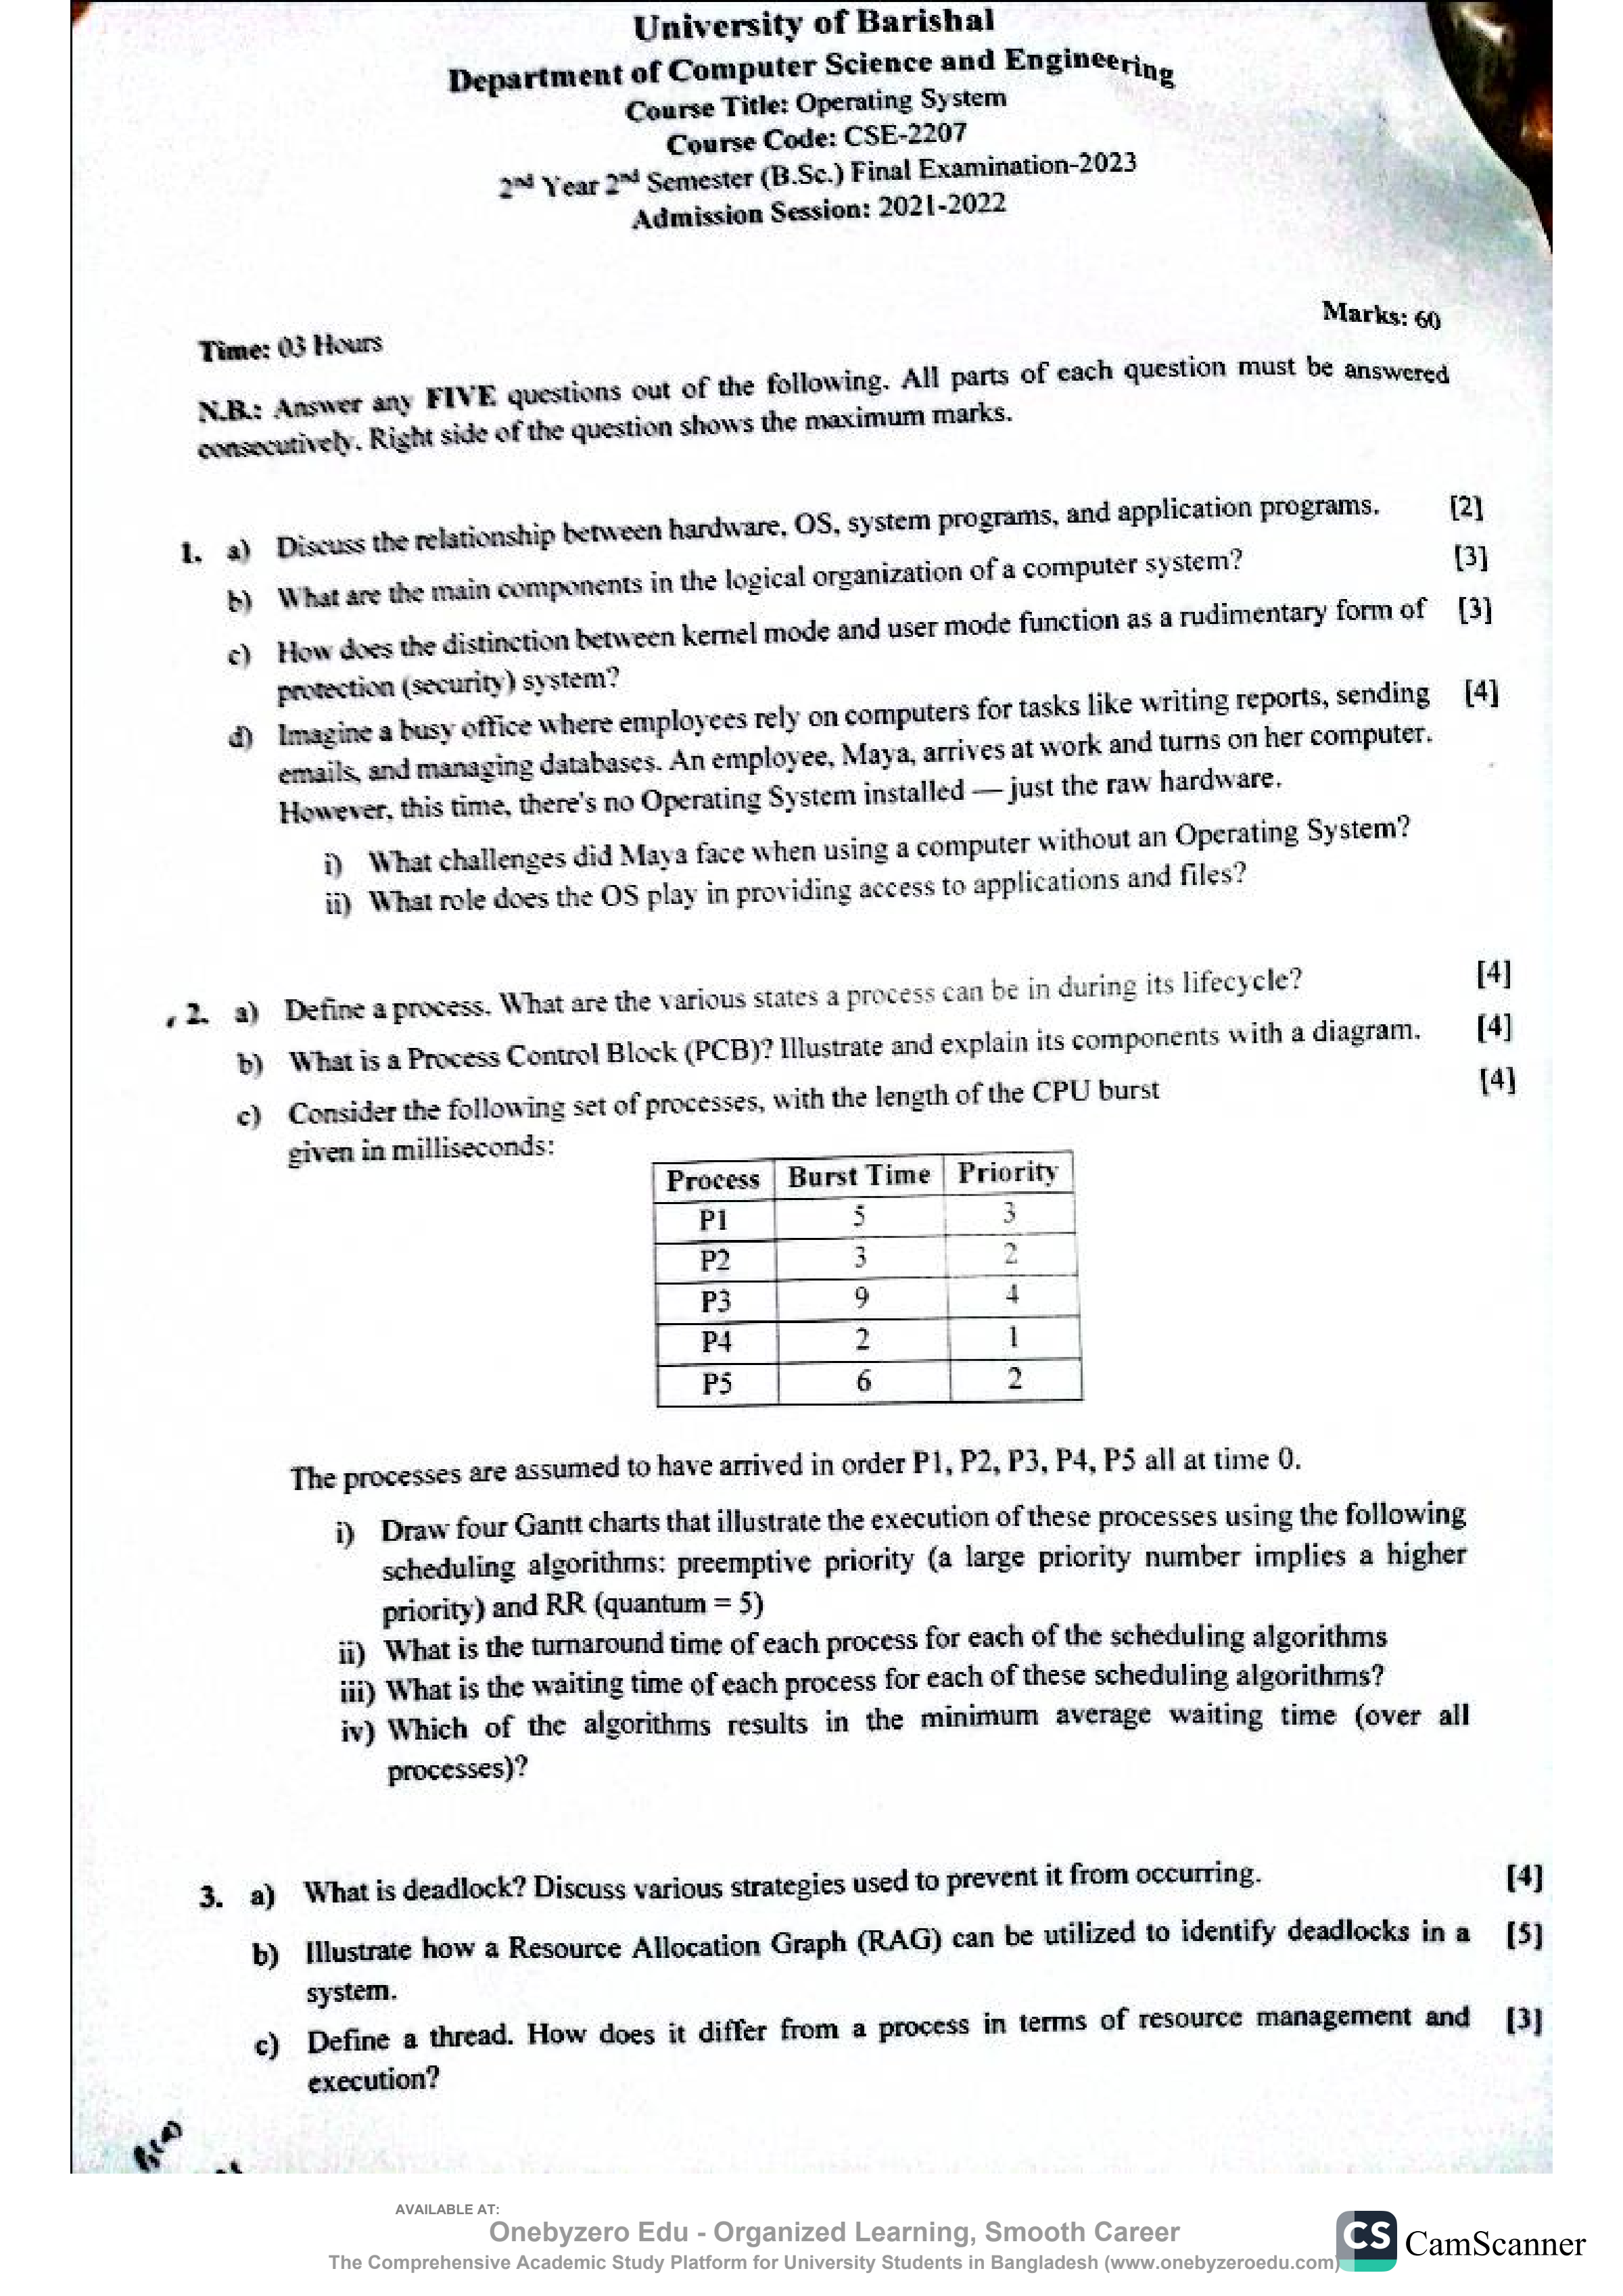 University of Barishal
Department of Computer Science and Engineering
Course Title: Operating System
Course Code: CSE-2207
2nd Year 2nd Semester (B.Sc.) Final Examination-2023
Admission Session: 2021-2022
Marks: 60
Time: 03 Hours
N.B.: Answer any FIVE questions out of the following. All parts of each question must be answered
consecutively. Right side of the question shows the maximum marks.
1. a) Discuss the relationship between hardware, OS, system programs, and application programs. [2]
b) What are the main components in the logical organization of a computer system? [3]
c) How does the distinction between kernel mode and user mode function as a rudimentary form of [3]
protection (security) system?
d) Imagine a busy office where employees rely on computers for tasks like writing reports, sending [4]
emails, and managing databases. An employee, Maya, arrives at work and turns on her computer.
However, this time, there's no Operating System installed — just the raw hardware.
i) What challenges did Maya face when using a computer without an Operating System?
ii) What role does the OS play in providing access to applications and files?
2. a) Define a process. What are the various states a process can be in during its lifecycle? [4]
b) What is a Process Control Block (PCB)? Illustrate and explain its components with a diagram. [4]
c) Consider the following set of processes, with the length of the CPU burst [4]
given in milliseconds:
Process Burst Time Priority
P1 5 3
P2 3 2
P3 9 4
P4 2 1
P5 6 2
The processes are assumed to have arrived in order P1, P2, P3, P4, P5 all at time 0.
i) Draw four Gantt charts that illustrate the execution of these processes using the following
scheduling algorithms: preemptive priority (a large priority number implies a higher
priority) and RR (quantum = 5)
ii) What is the turnaround time of each process for each of the scheduling algorithms
iii) What is the waiting time of each process for each of these scheduling algorithms?
iv) Which of the algorithms results in the minimum average waiting time (over all
processes)?
3. a) What is deadlock? Discuss various strategies used to prevent it from occurring. [4]
b) Illustrate how a Resource Allocation Graph (RAG) can be utilized to identify deadlocks in a [5]
system.
c) Define a thread. How does it differ from a process in terms of resource management and [3]
execution?
AVAILABLE AT:
Onebyzero Edu - Organized Learning, Smooth Career
The Comprehensive Academic Study Platform for University Students in Bangladesh (www.onebyzeroedu.com)
CS CamScanner